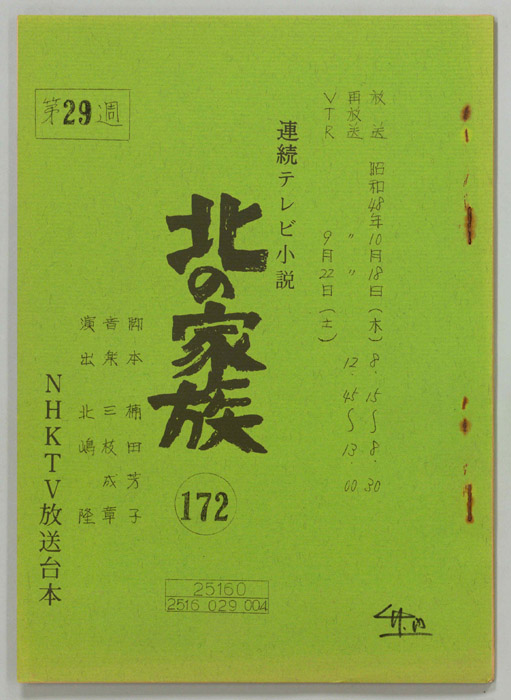 第29週
放送 昭和48年10月18日(木) 8.15〜8.30
再放送 〃 〃 12.45〜13.00
VTR 9月22日(土)
連続テレビ小説
北の家族
172
脚本 楠田芳子
音楽 三枝成章
演出 北嶋隆
NHKTV放送台本
25160
2516 029 004